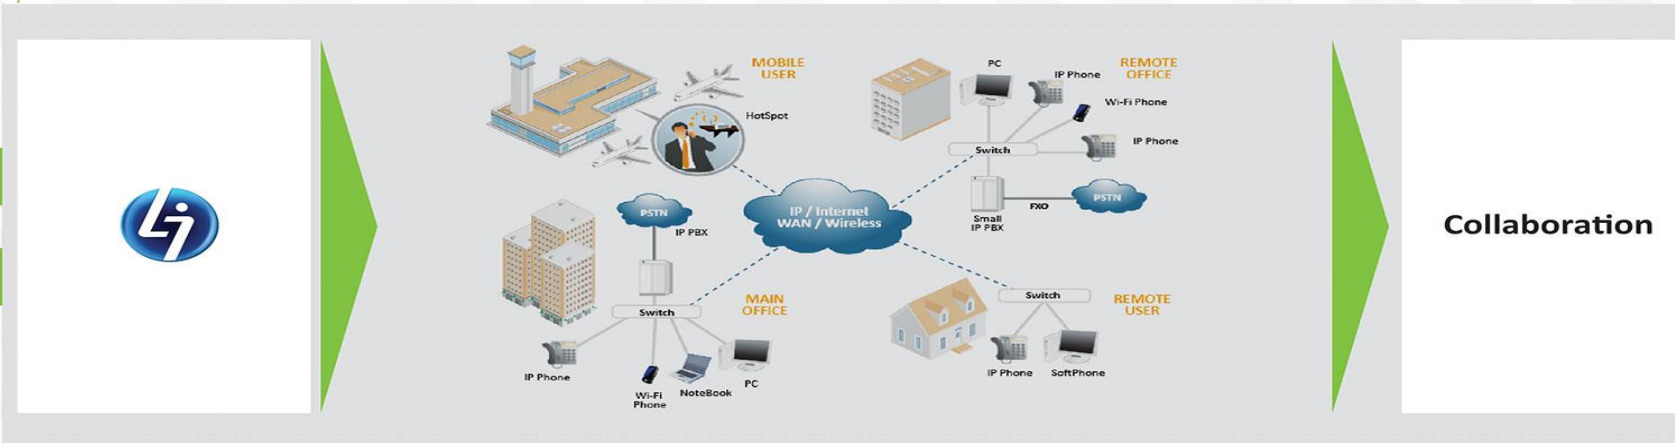 MOBILE
USER
HotSpot
PC
IP Phone
REMOTE
OFFICE
Wi-Fi Phone
IP Phone
Switch
Small
IP PBX
FXO
PSTN
IP / Internet
WAN / Wireless
PSTN
IP PBX
Switch
MAIN
OFFICE
IP Phone
Wi-Fi
Phone
NoteBook
PC
Switch
REMOTE
USER
IP Phone
SoftPhone
Collaboration